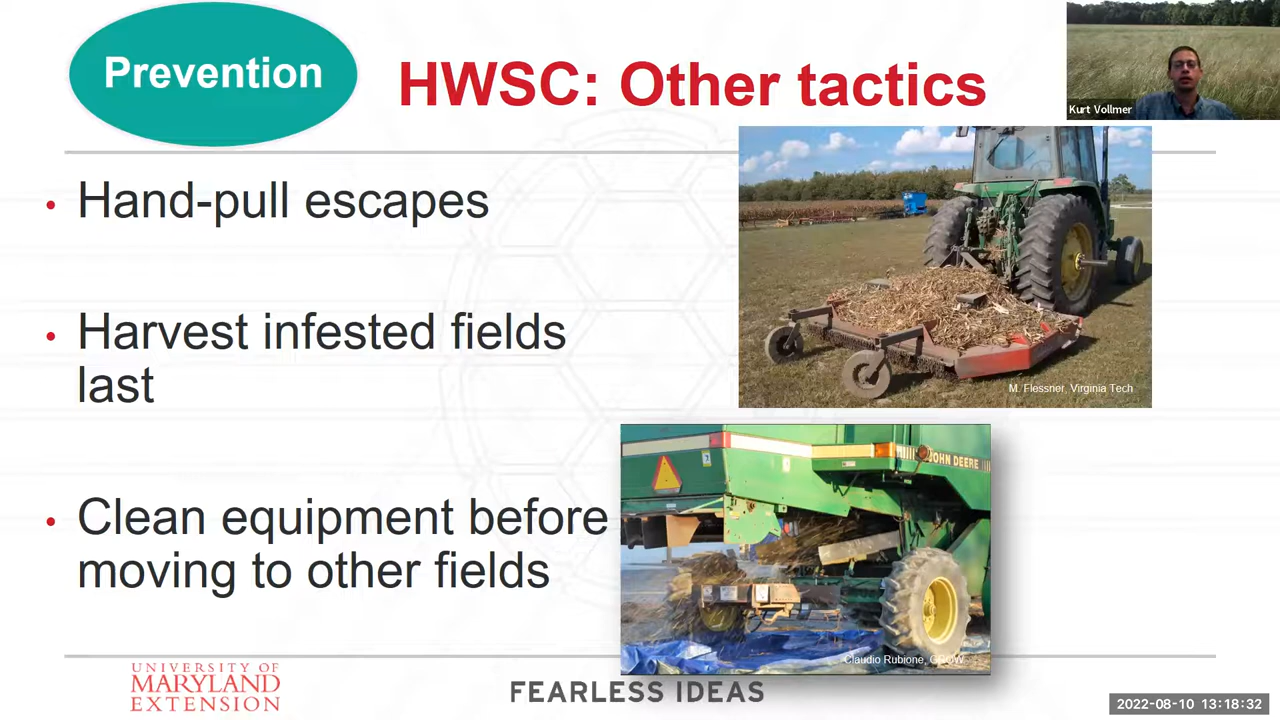 Prevention
HWSC: Other tactics
Kurt Vollmer
• Hand-pull escapes
• Harvest infested fields
last
• Clean equipment before
moving to other fields
M. Flessner, Virginia Tech
JOHN DEERE
Claudio Rubione, GROW
UNIVERSITY OF
MARYLAND
EXTENSION
FEARLESS IDEAS
2022-08-10 13:18:32